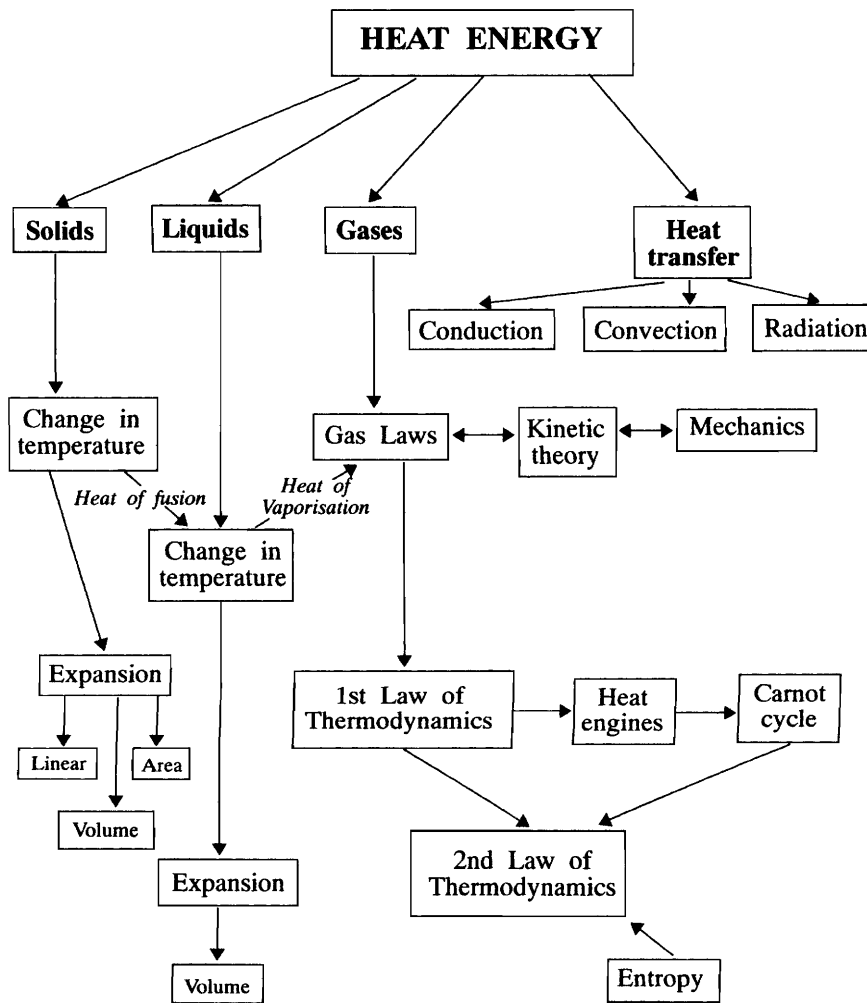 HEAT ENERGY
Solids
Liquids
Gases
Heat
transfer
Conduction
Convection
Radiation
Change in
temperature
Gas Laws
Kinetic
theory
Mechanics
Heat of fusion
Heat of
Vaporisation
Change in
temperature
Expansion
1st Law of
Thermodynamics
Heat
engines
Carnot
cycle
Linear
Area
Volume
2nd Law of
Thermodynamics
Expansion
Volume
Entropy